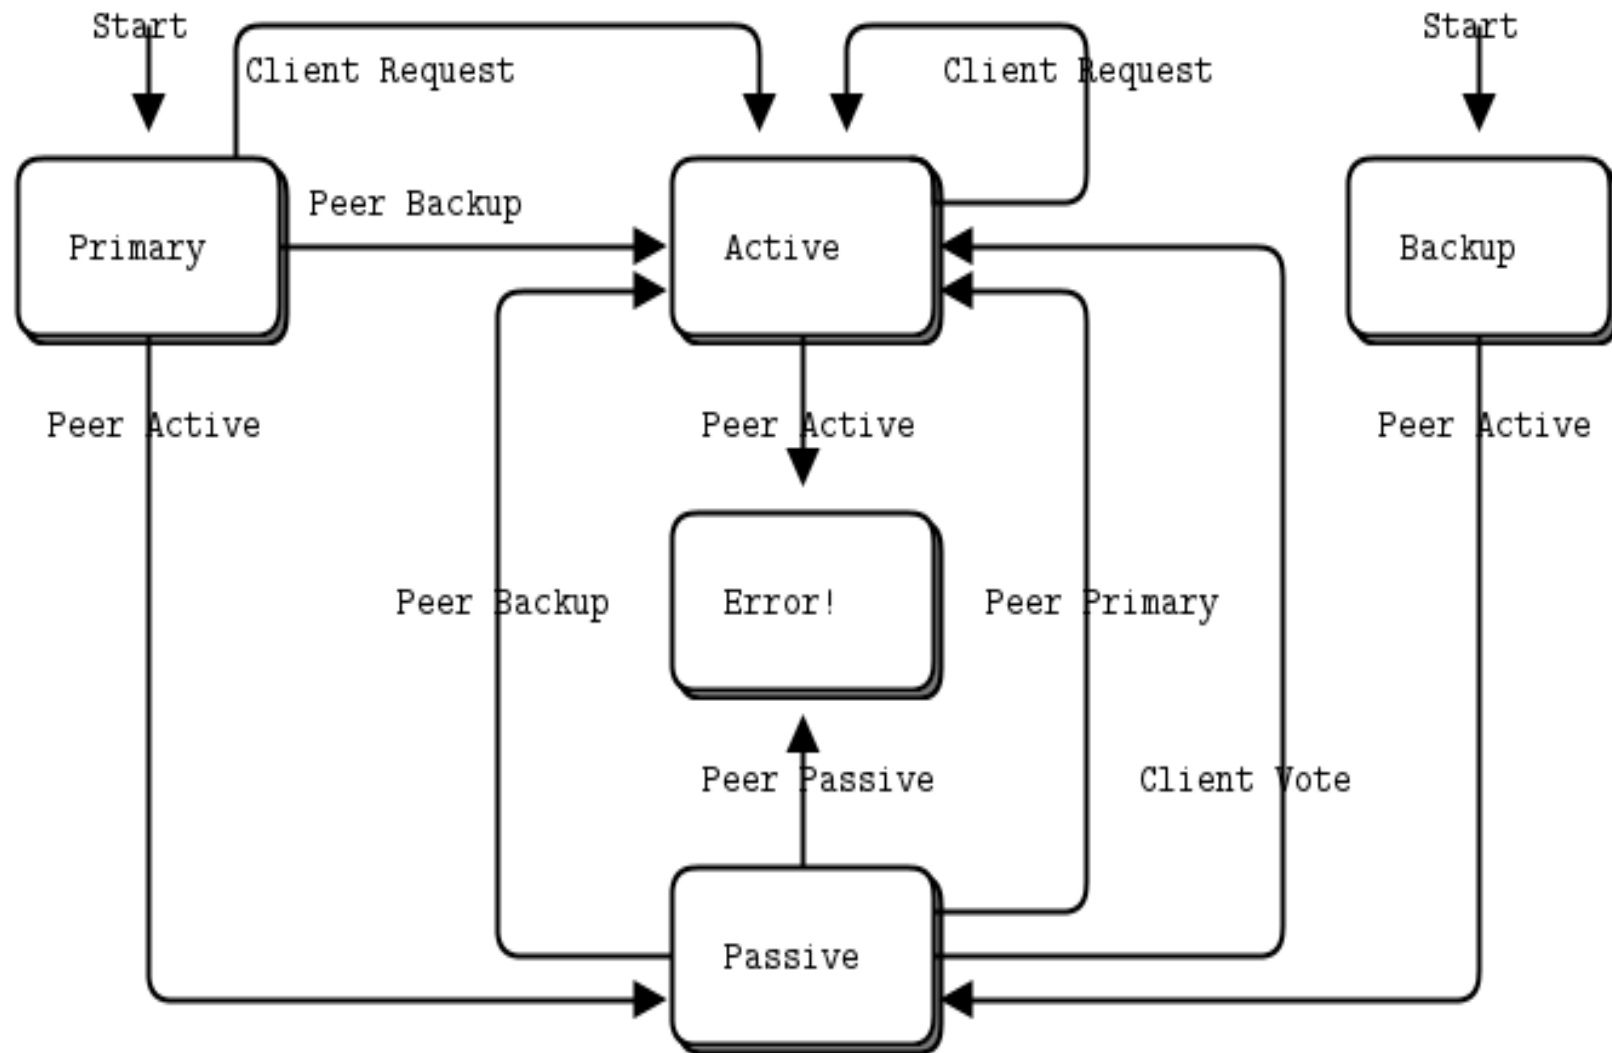 Start
Start
Client Request
Client Request
Peer Backup
Primary
Active
Backup
Peer Active
Peer Active
Peer Active
Peer Backup
Error!
Peer Primary
Peer Passive
Client Vote
Passive